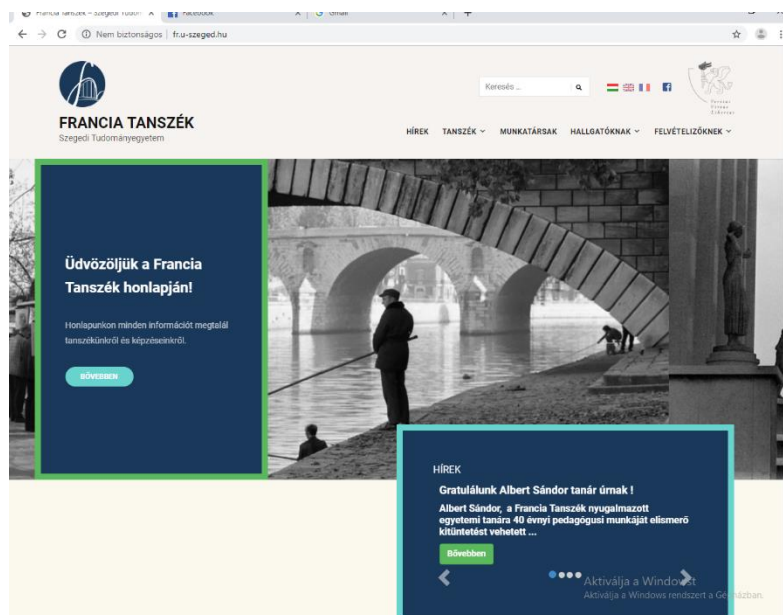 Francia Tanszék – Szegedi Tudom
Facebook
Gmail
Nem biztonságos | fr.u-szeged.hu
Keresés ...
FRANCIA TANSZÉK
Szegedi Tudományegyetem
HÍREK TANSZÉK MUNKATÁRSAK HALLGATÓKNAK FELVÉTELIZŐKNEK
Üdvözöljük a Francia
Tanszék honlapján!
Honlapunkon minden információt megtalál
tanszékünkről és képzéseinkről.
BŐVEBBEN
HÍREK
Gratulálunk Albert Sándor tanár úrnak !
Albert Sándor, a Francia Tanszék nyugalmazott
egyetemi tanára 40 évnyi pedagógusi munkáját elismerő
kitüntetést vehetett ...
Bővebben
Aktiválja a Windowst
Aktiválja a Windows rendszert a Gépházban.